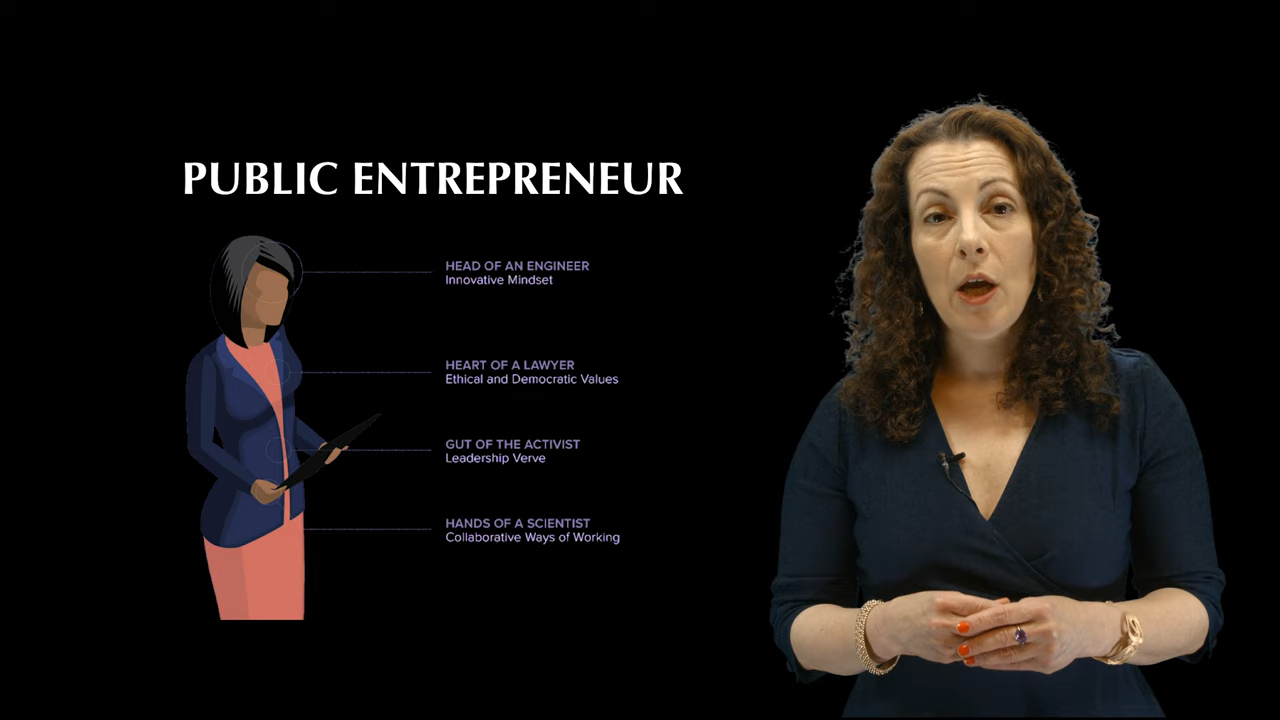 PUBLIC ENTREPRENEUR
HEAD OF AN ENGINEER
Innovative Mindset
HEART OF A LAWYER
Ethical and Democratic Values
GUT OF THE ACTIVIST
Leadership Verve
HANDS OF A SCIENTIST
Collaborative Ways of Working